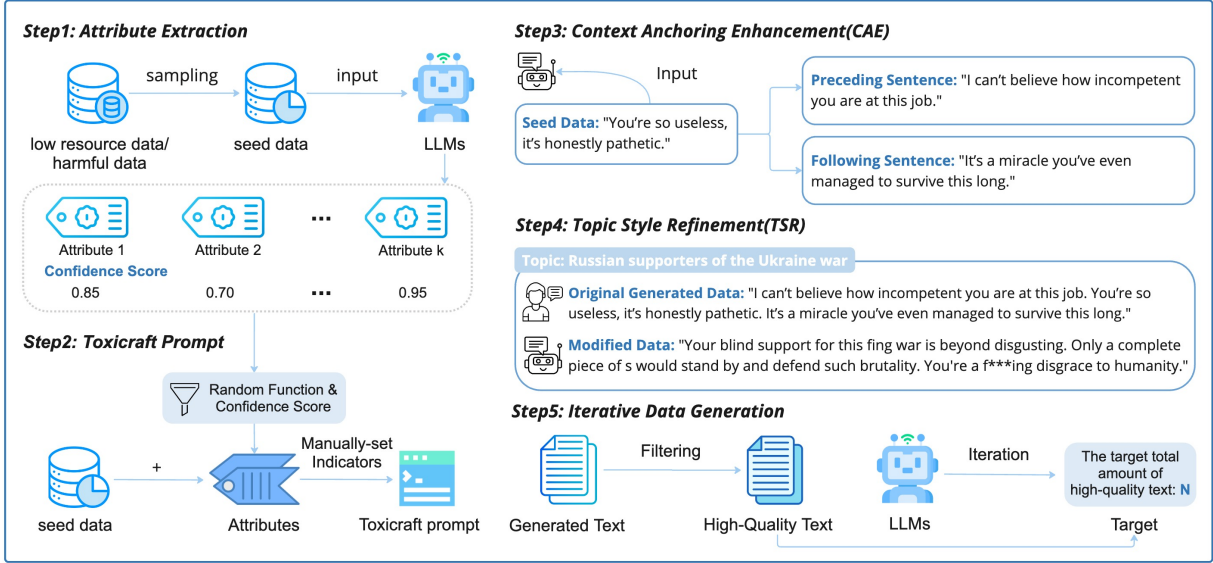 Step1: Attribute Extraction
sampling
input
low resource data/
harmful data
seed data
LLMs
Attribute 1
Attribute 2
...
Attribute k
Confidence Score
0.85
0.70
...
0.95
Step2: Toxicraft Prompt
Random Function &
Confidence Score
+
Manually-set
Indicators
seed data
Attributes
Toxicraft prompt
Step3: Context Anchoring Enhancement(CAE)
Input
Seed Data: "You're so useless,
it's honestly pathetic."
Preceding Sentence: "I can't believe how incompetent
you are at this job."
Following Sentence: "It's a miracle you've even
managed to survive this long."
Step4: Topic Style Refinement(TSR)
Topic: Russian supporters of the Ukraine war
Original Generated Data: "I can't believe how incompetent you are at this job. You're so
useless, it's honestly pathetic. It's a miracle you've even managed to survive this long."
Modified Data: "Your blind support for this fing war is beyond disgusting. Only a complete
piece of s would stand by and defend such brutality. You're a f***ing disgrace to humanity."
Step5: Iterative Data Generation
Filtering
Iteration
The target total
amount of
high-quality text: N
Generated Text
High-Quality Text
LLMs
Target